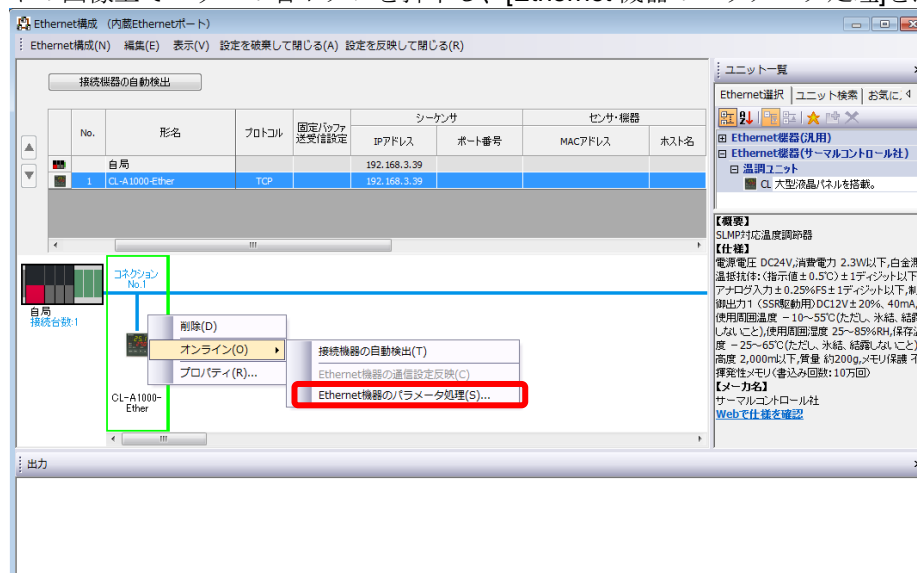 Ethernet構成 (内蔵Ethernetポート)
Ethernet構成(N) 編集(E) 表示(V) 設定を破棄して閉じる(A) 設定を反映して閉じる(R)
接続機器の自動検出
No. 形名 プロトコル 固定バッファ 送受信設定 シーケンサ センサ・機器
IPアドレス ポート番号 MACアドレス ホスト名
自局 192.168.3.39
1 CL-A1000-Ether TCP 192.168.3.39
コネクション
No.1
自局
接続台数:1
CL-A1000-
Ether
削除(D)
オンライン(O)
プロパティ(R)...
接続機器の自動検出(T)
Ethernet機器の通信設定反映(C)
Ethernet機器のパラメータ処理(S)...
ユニット一覧
Ethernet選択 ユニット検索 お気に
Ethernet機器(汎用)
Ethernet機器(サーマルコントロール社)
温調ユニット
CL 大型液晶パネルを搭載。
【概要】
SLMP対応温度調節器
【仕様】
電源電圧 DC24V,消費電力 2.3W以下,白金測
温抵抗体:(指示値±0.5℃)±1ディジット以下
アナログ入力±0.25%FS±1ディジット以下,制
御出力1 (SSR駆動用)DC12V±20%、40mA,
使用周囲温度 -10~55℃(ただし、氷結、結露
しないこと),使用周囲湿度 25~85%RH,保存温
度 -25~65℃(ただし、氷結、結露しないこと)
高度 2,000m以下,質量 約200g,メモリ保護 不
揮発性メモリ(書込み回数:10万回)
【メーカ名】
サーマルコントロール社
Webで仕様を確認
出力